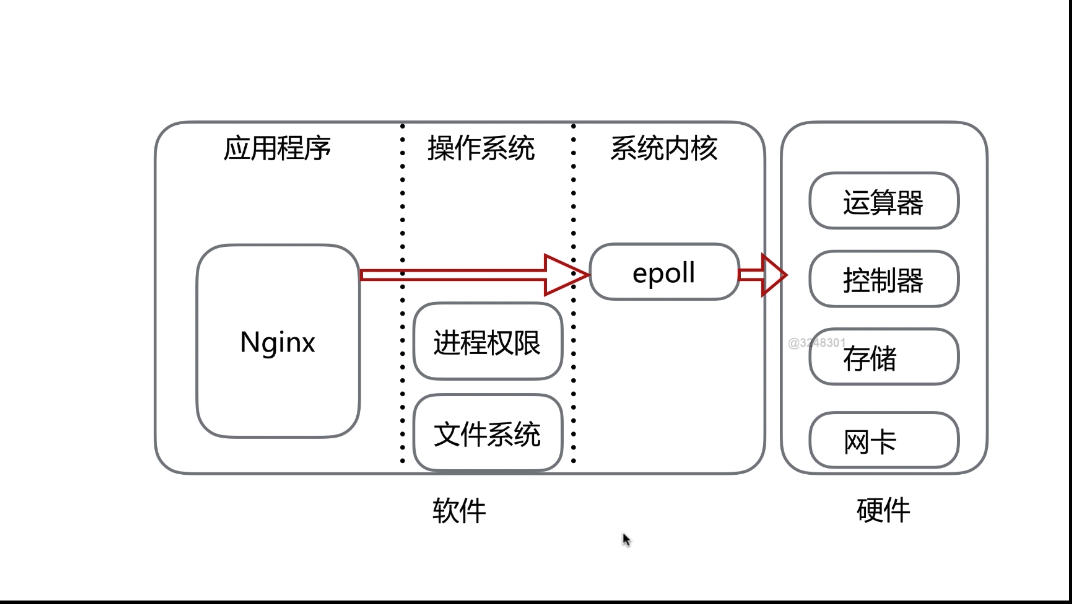 应用程序
操作系统
系统内核
Nginx
epoll
进程权限
文件系统
运算器
控制器
@3248301
存储
网卡
软件
硬件